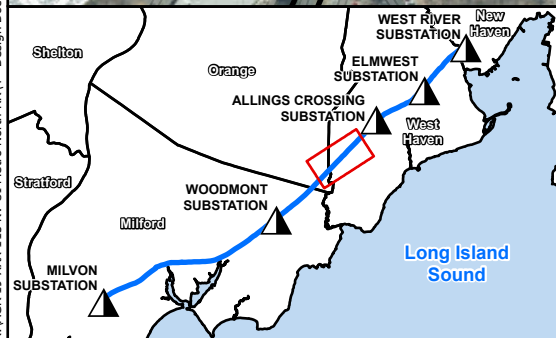 WEST RIVER
SUBSTATION
New
Haven
Shelton
ELMWEST
SUBSTATION
Orange
ALLINGS CROSSING
SUBSTATION
West
Haven
Stratford
WOODMONT
SUBSTATION
Milford
Long Island
Sound
MILVON
SUBSTATION